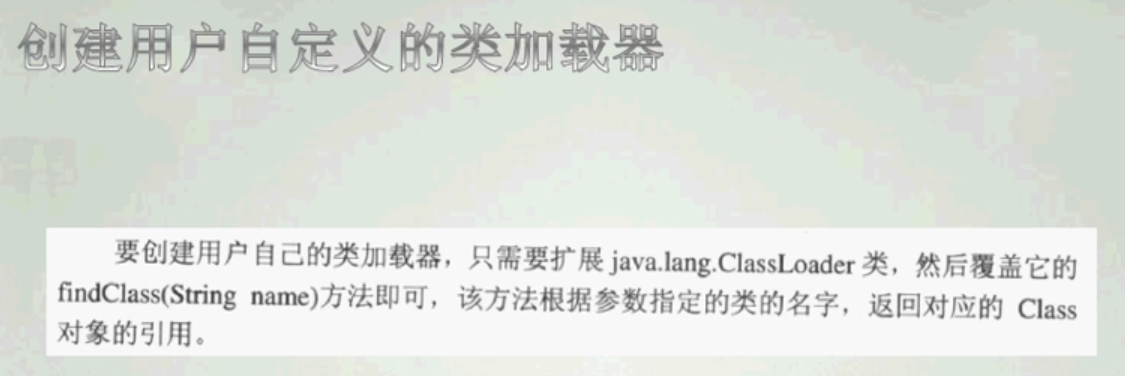 创建用户自定义的类加载器
要创建用户自己的类加载器，只需要扩展 java.lang.ClassLoader 类，然后覆盖它的
findClass(String name)方法即可，该方法根据参数指定的类的名字，返回对应的 Class
对象的引用。